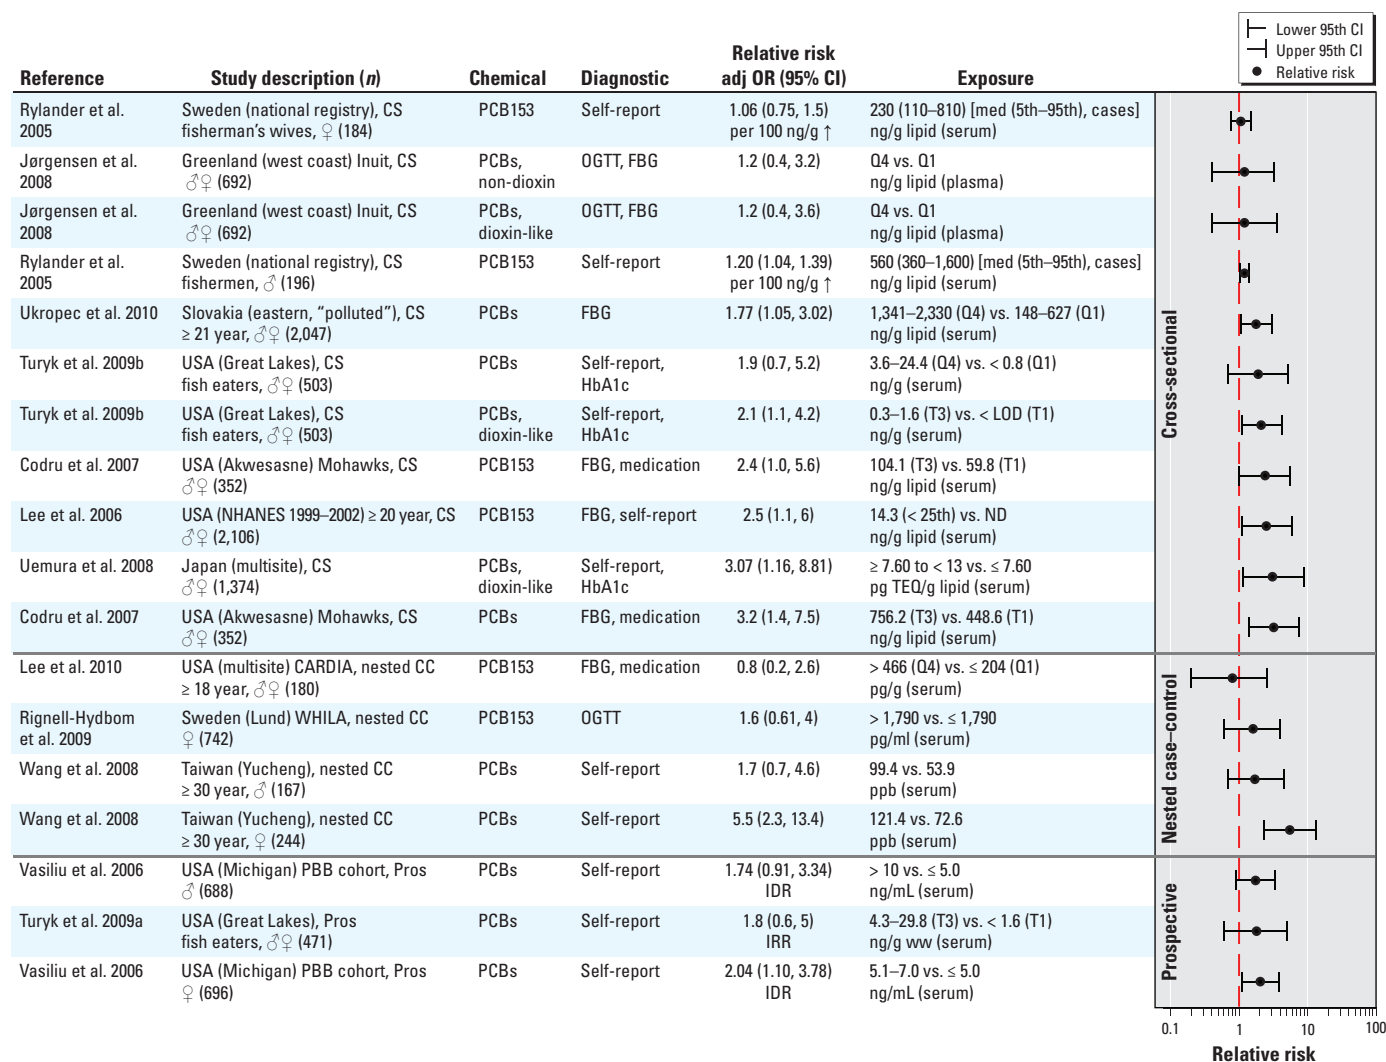 Lower 95th CI
Upper 95th CI
Relative risk
Relative risk
Reference Study description (n) Chemical Diagnostic adj OR (95% CI) Exposure
Rylander et al. Sweden (national registry), CS PCB153 Self-report 1.06 (0.75, 1.5) 230 (110–810) [med (5th–95th), cases]
2005 fisherman's wives, ♀ (184) per 100 ng/g ↑ ng/g lipid (serum)
Jørgensen et al. Greenland (west coast) Inuit, CS PCBs, OGTT, FBG 1.2 (0.4, 3.2) Q4 vs. Q1
2008 ♂♀ (692) non-dioxin ng/g lipid (plasma)
Jørgensen et al. Greenland (west coast) Inuit, CS PCBs, OGTT, FBG 1.2 (0.4, 3.6) Q4 vs. Q1
2008 ♂♀ (692) dioxin-like ng/g lipid (plasma)
Rylander et al. Sweden (national registry), CS PCB153 Self-report 1.20 (1.04, 1.39) 560 (360–1,600) [med (5th–95th), cases]
2005 fishermen, ♂ (196) per 100 ng/g ↑ ng/g lipid (serum)
Ukropec et al. 2010 Slovakia (eastern, “polluted”), CS PCBs FBG 1.77 (1.05, 3.02) 1,341–2,330 (Q4) vs. 148–627 (Q1)
≥ 21 year, ♂♀ (2,047) ng/g lipid (serum)
Turyk et al. 2009b USA (Great Lakes), CS PCBs Self-report, 1.9 (0.7, 5.2) 3.6–24.4 (Q4) vs. < 0.8 (Q1)
fish eaters, ♂♀ (503) HbA1c ng/g (serum)
Turyk et al. 2009b USA (Great Lakes), CS PCBs, Self-report, 2.1 (1.1, 4.2) 0.3–1.6 (T3) vs. < LOD (T1)
fish eaters, ♂♀ (503) dioxin-like HbA1c ng/g (serum)
Codru et al. 2007 USA (Akwesasne) Mohawks, CS PCB153 FBG, medication 2.4 (1.0, 5.6) 104.1 (T3) vs. 59.8 (T1)
♂♀ (352) ng/g lipid (serum)
Lee et al. 2006 USA (NHANES 1999–2002) ≥ 20 year, CS PCB153 FBG, self-report 2.5 (1.1, 6) 14.3 (< 25th) vs. ND
♂♀ (2,106) ng/g lipid (serum)
Uemura et al. 2008 Japan (multisite), CS PCBs, Self-report, 3.07 (1.16, 8.81) ≥ 7.60 to < 13 vs. ≤ 7.60
♂♀ (1,374) dioxin-like HbA1c pg TEQ/g lipid (serum)
Codru et al. 2007 USA (Akwesasne) Mohawks, CS PCBs FBG, medication 3.2 (1.4, 7.5) 756.2 (T3) vs. 448.6 (T1)
♂♀ (352) ng/g lipid (serum)
Cross-sectional
Lee et al. 2010 USA (multisite) CARDIA, nested CC PCB153 FBG, medication 0.8 (0.2, 2.6) > 466 (Q4) vs. ≤ 204 (Q1)
≥ 18 year, ♂♀ (180) pg/g (serum)
Rignell-Hydbom Sweden (Lund) WHILA, nested CC PCB153 OGTT 1.6 (0.61, 4) > 1,790 vs. ≤ 1,790
et al. 2009 ♀ (742) pg/ml (serum)
Wang et al. 2008 Taiwan (Yucheng), nested CC PCBs Self-report 1.7 (0.7, 4.6) 99.4 vs. 53.9
≥ 30 year, ♂ (167) ppb (serum)
Wang et al. 2008 Taiwan (Yucheng), nested CC PCBs Self-report 5.5 (2.3, 13.4) 121.4 vs. 72.6
≥ 30 year, ♀ (244) ppb (serum)
Nested case–control
Vasiliu et al. 2006 USA (Michigan) PBB cohort, Pros PCBs Self-report 1.74 (0.91, 3.34) > 10 vs. ≤ 5.0
♂ (688) IDR ng/mL (serum)
Turyk et al. 2009a USA (Great Lakes), Pros PCBs Self-report 1.8 (0.6, 5) 4.3–29.8 (T3) vs. < 1.6 (T1)
fish eaters, ♂♀ (471) IRR ng/g ww (serum)
Vasiliu et al. 2006 USA (Michigan) PBB cohort, Pros PCBs Self-report 2.04 (1.10, 3.78) 5.1–7.0 vs. ≤ 5.0
♀ (696) IDR ng/mL (serum)
Prospective
0.1 1 10 100
Relative risk